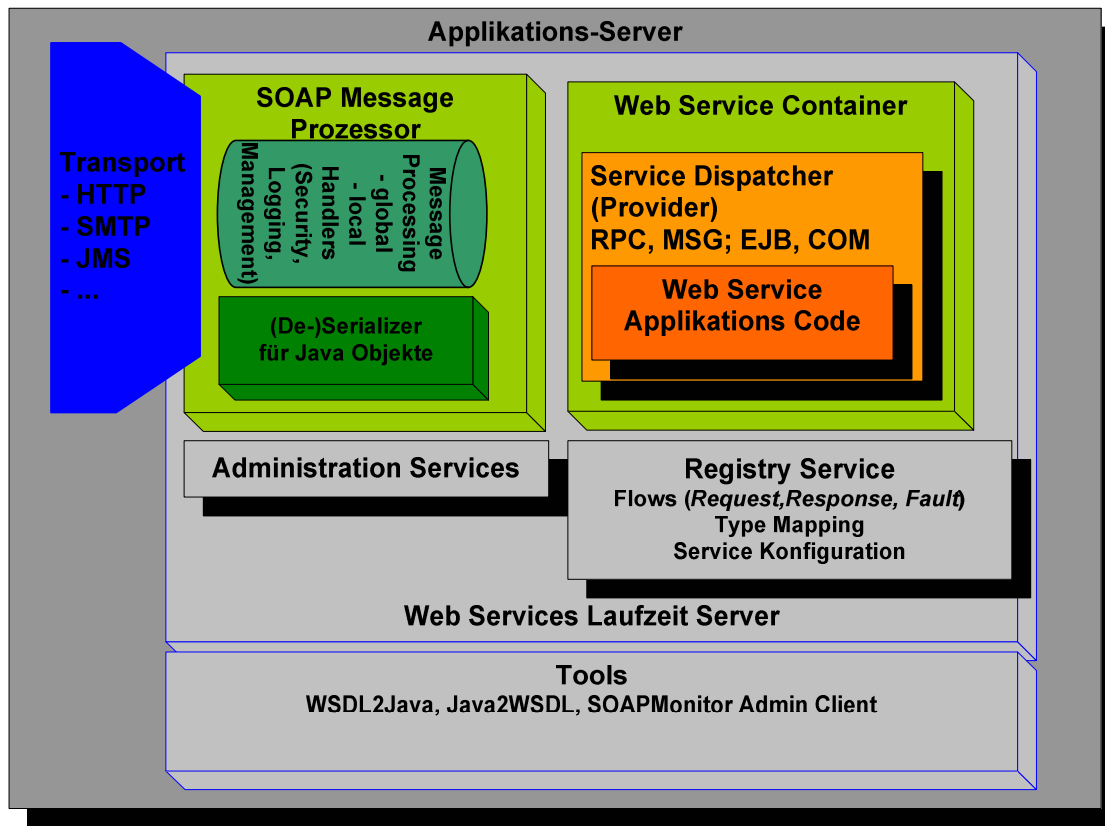 Applikations-Server
Transport
- HTTP
- SMTP
- JMS
- ...
SOAP Message
Prozessor
Message
Processing
- global
- local
Handlers
(Security,
Logging,
Management)
(De-)Serializer
für Java Objekte
Web Service Container
Service Dispatcher
(Provider)
RPC, MSG; EJB, COM
Web Service
Applikations Code
Administration Services
Registry Service
Flows (Request,Response, Fault)
Type Mapping
Service Konfiguration
Web Services Laufzeit Server
Tools
WSDL2Java, Java2WSDL, SOAPMonitor Admin Client